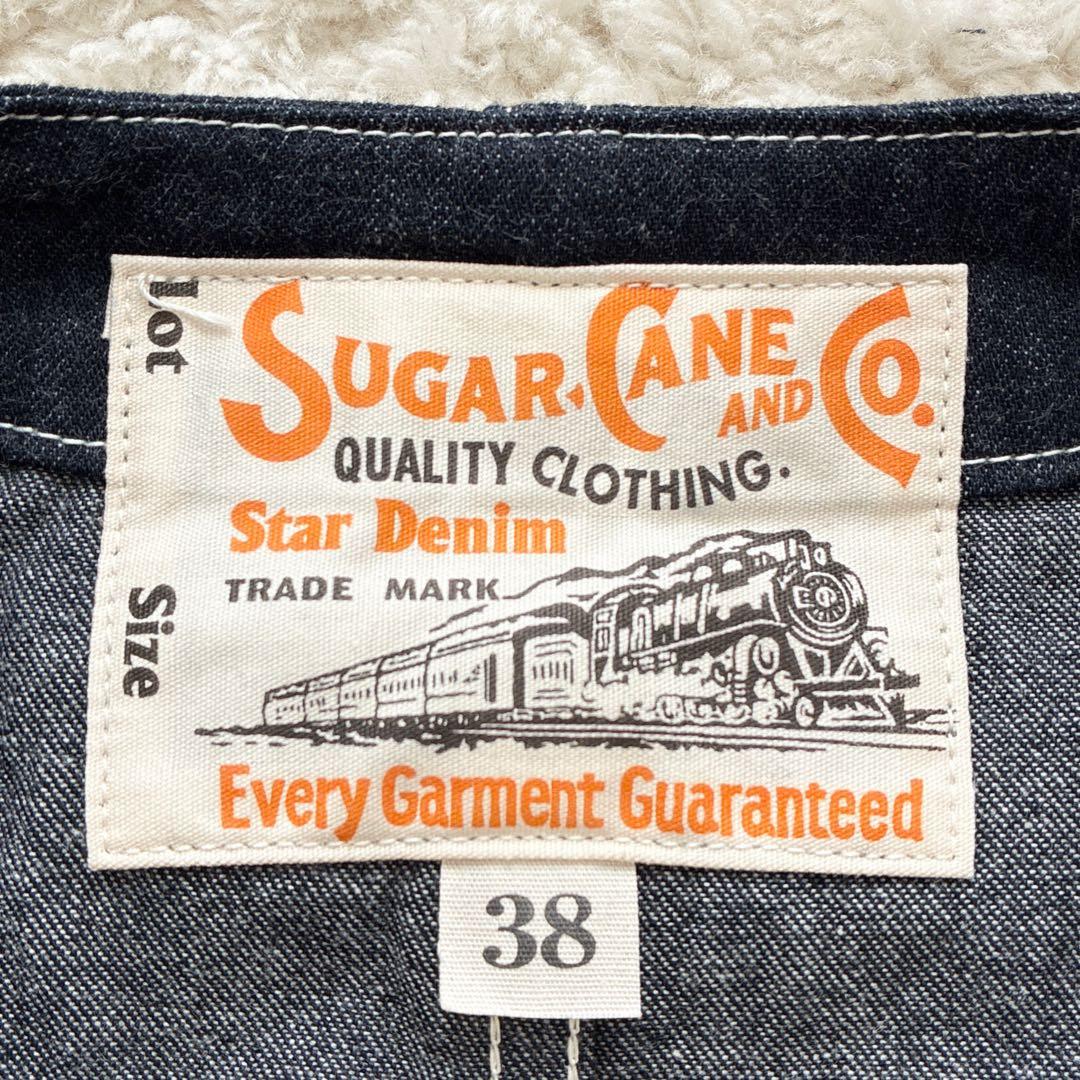 Lot
SUGAR CANE AND CO.
QUALITY CLOTHING.
Star Denim
TRADE MARK
Size
Every Garment Guaranteed
38